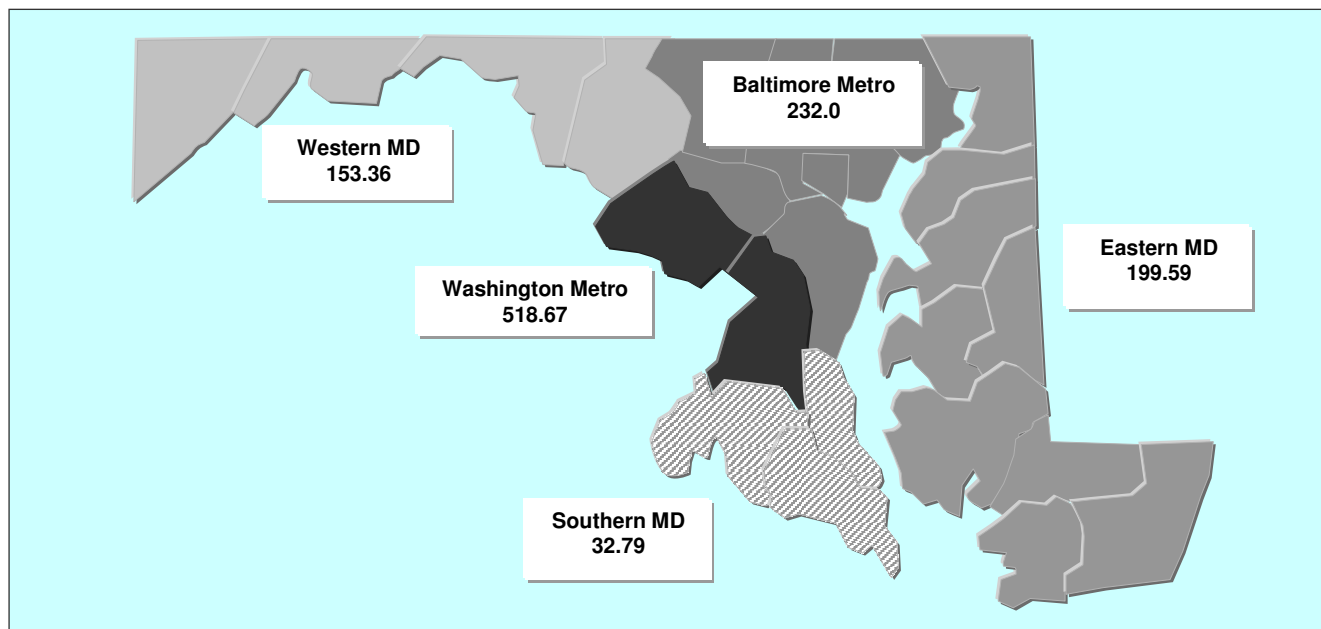 Baltimore Metro
232.0
Western MD
153.36
Eastern MD
199.59
Washington Metro
518.67
Southern MD
32.79